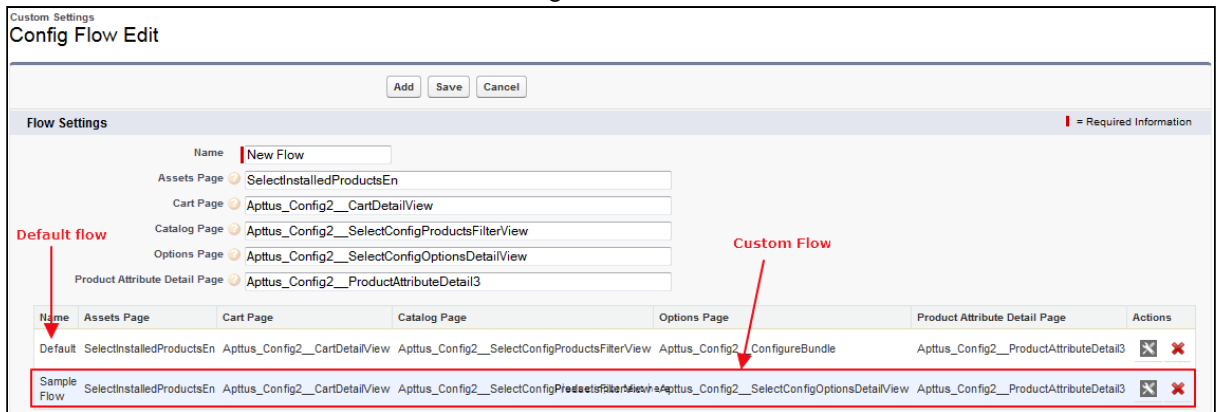 Custom Settings
Config Flow Edit
Add Save Cancel
Flow Settings = Required Information
Name New Flow
Assets Page SelectInstalledProductsEn
Cart Page Apttus_Config2__CartDetailView
Catalog Page Apttus_Config2__SelectConfigProductsFilterView
Default flow
Custom Flow
Options Page Apttus_Config2__SelectConfigOptionsDetailView
Product Attribute Detail Page Apttus_Config2__ProductAttributeDetail3
Name Assets Page Cart Page Catalog Page Options Page Product Attribute Detail Page Actions
Default SelectInstalledProductsEn Apttus_Config2__CartDetailView Apttus_Config2__SelectConfigProductsFilterView Apttus_Config2__ConfigureBundle Apttus_Config2__ProductAttributeDetail3
Sample Flow SelectInstalledProductsEn Apttus_Config2__CartDetailView Apttus_Config2__SelectConfigOptionsDetailView Apttus_Config2__ProductAttributeDetail3